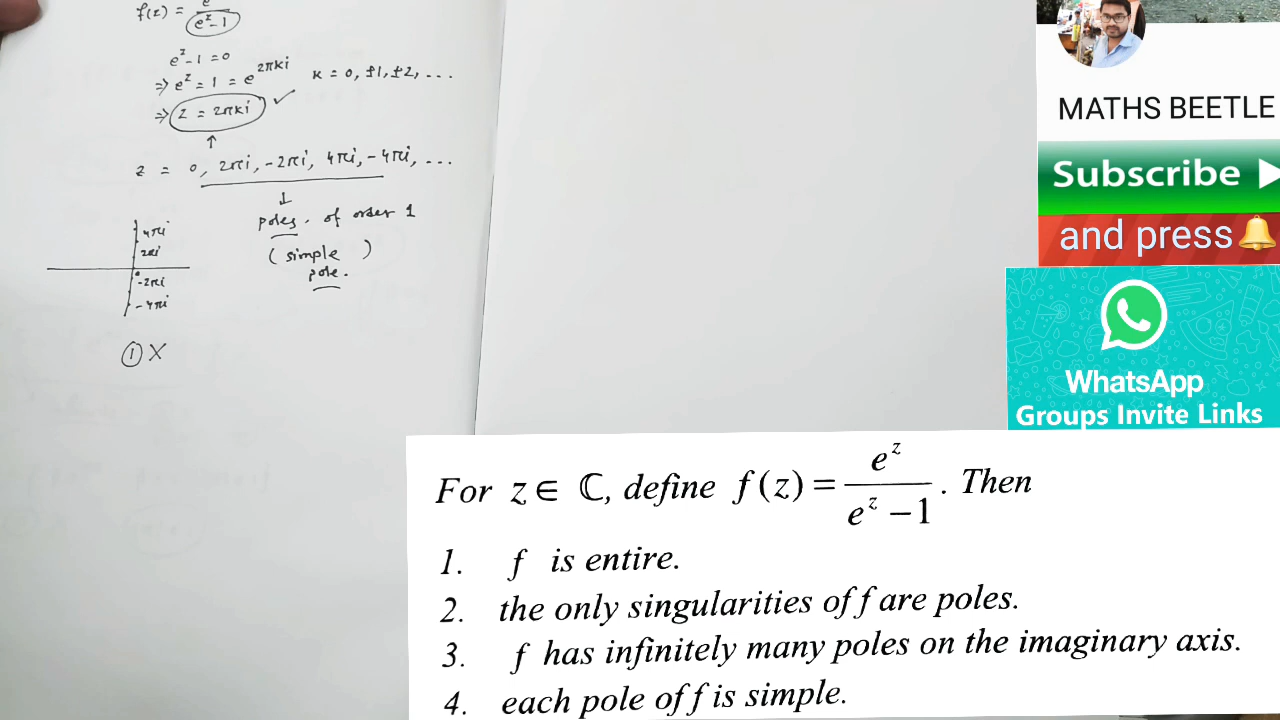 f(z) = e
e^z - 1
e^z - 1 = 0
⇒ e^z = 1 = e^{2πki} k = 0, ±1, ±2, ...
⇒ z = 2πki ✓
↑
z = 0, 2πi, -2πi, 4πi, -4πi, ...
↓
poles. of order 1
(simple)
pole.
4πi
2πi
-2πi
-4πi
① X
MATHS BEETLE
Subscribe
and press
WhatsApp
Groups Invite Links
For z ∈ ℂ, define f(z) = e^z / (e^z - 1). Then
1. f is entire.
2. the only singularities of f are poles.
3. f has infinitely many poles on the imaginary axis.
4. each pole of f is simple.